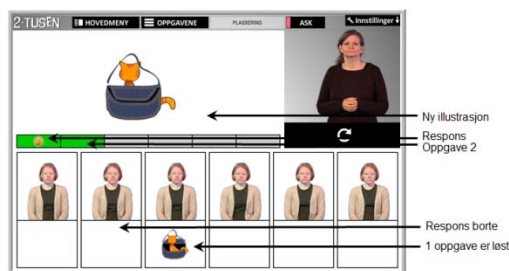 2-TUSEN HOVEDMENY OPPGAVENE PLASSERING ASK Innstillinger
Ny illustrasjon
Respons
Oppgave 2
Respons borte
1 oppgave er løst